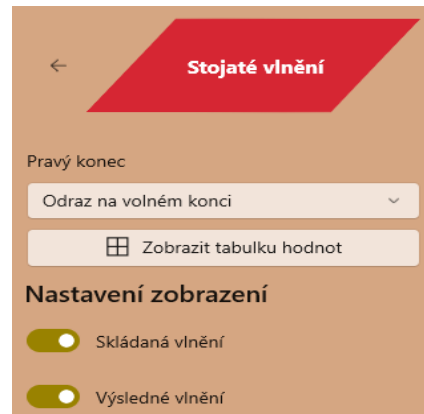 Stojaté vlnění
Pravý konec
Odraz na volném konci
Zobrazit tabulku hodnot
Nastavení zobrazení
Skládaná vlnění
Výsledné vlnění